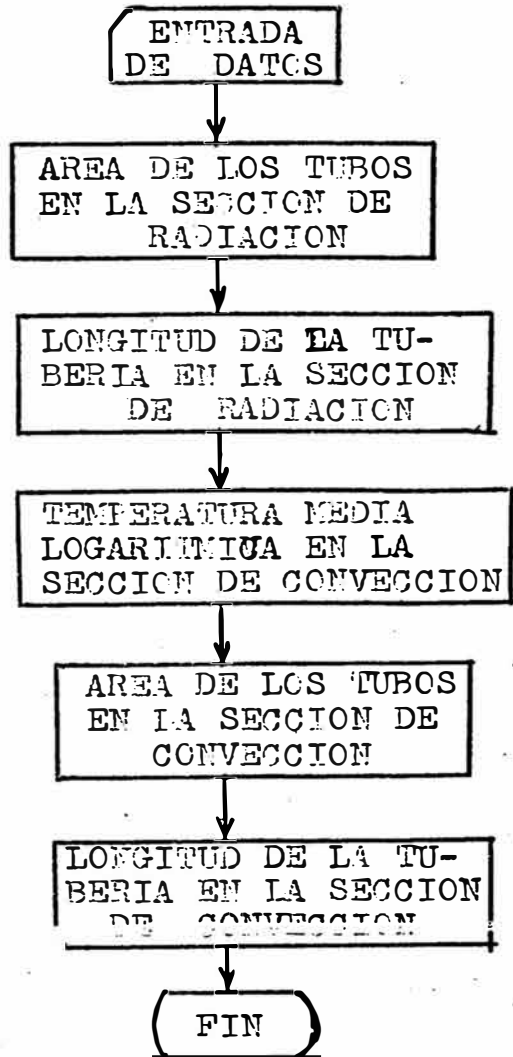 ENTRADA
DE DATOS
AREA DE LOS TUBOS
EN LA SECCION DE
RADIACION
LONGITUD DE LA TU-
BERIA EN LA SECCION
DE RADIACION
TEMPERATURA MEDIA
LOGARITMICA EN LA
SECCION DE CONVECCION
AREA DE LOS TUBOS
EN LA SECCION DE
CONVECCION
LONGITUD DE LA TU-
BERIA EN LA SECCION
DE CONVECCION
FIN